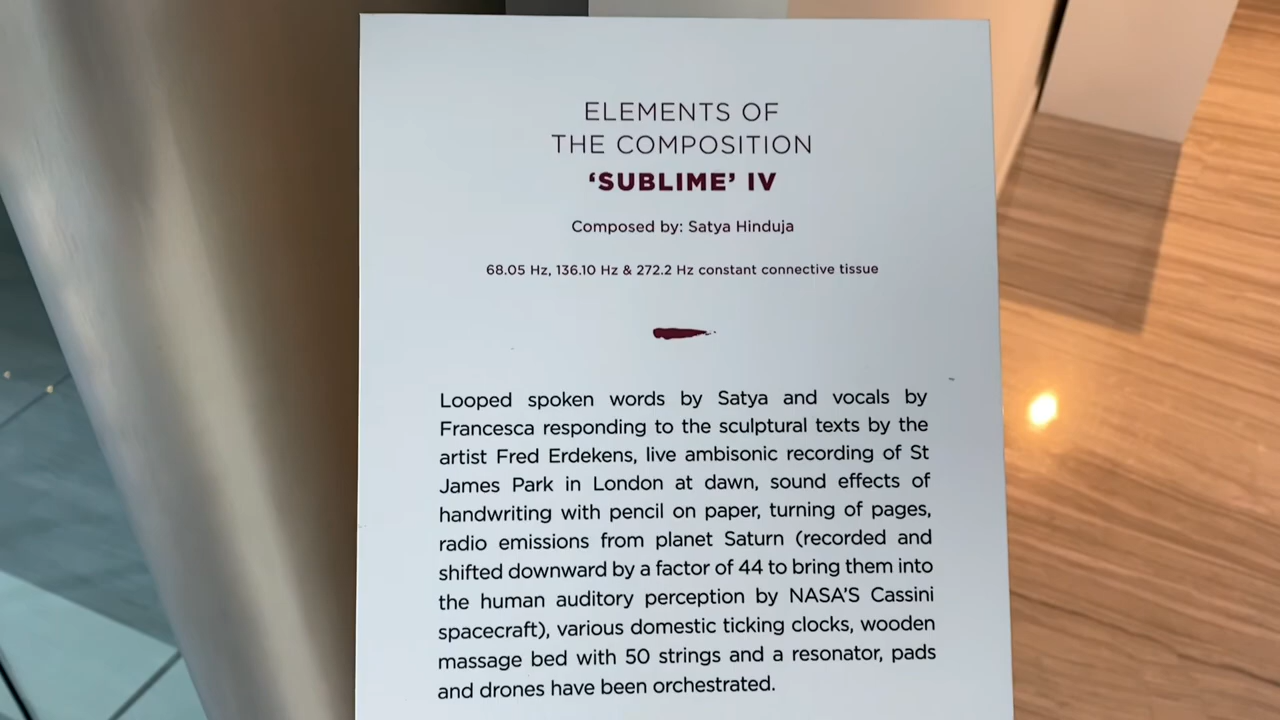 ELEMENTS OF
THE COMPOSITION
‘SUBLIME’ IV
Composed by: Satya Hinduja
68.05 Hz, 136.10 Hz & 272.2 Hz constant connective tissue
Looped spoken words by Satya and vocals by
Francesca responding to the sculptural texts by the
artist Fred Erdekens, live ambisonic recording of St
James Park in London at dawn, sound effects of
handwriting with pencil on paper, turning of pages,
radio emissions from planet Saturn (recorded and
shifted downward by a factor of 44 to bring them into
the human auditory perception by NASA’S Cassini
spacecraft), various domestic ticking clocks, wooden
massage bed with 50 strings and a resonator, pads
and drones have been orchestrated.